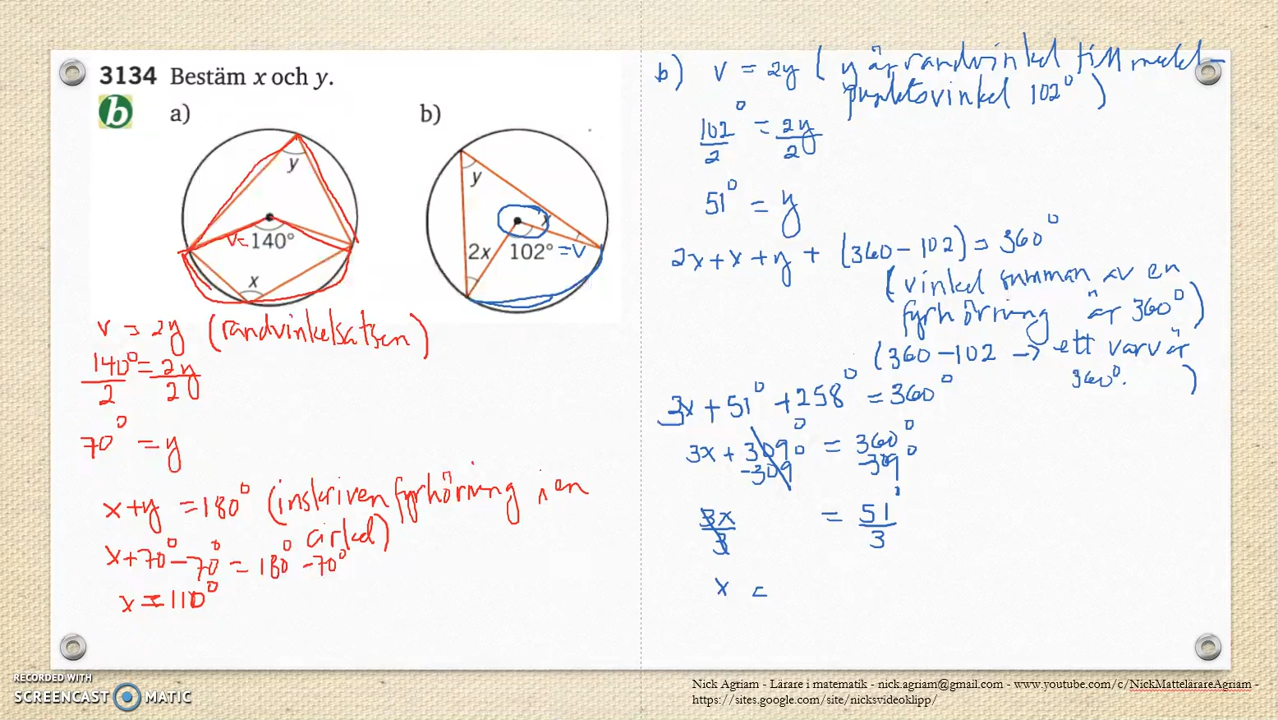 3134 Bestäm x och y.
b
a)
y
v = 140°
x
b)
y
x
2x
102° = v
v = 2y (randvinkelsatsen)
140°/2 = 2y/2
70° = y
x+y = 180° (inskriven fyrhörning i en
cirkel)
x+70°-70° = 180°-70°
x = 110°
b) v = 2y (y är randvinkel till medel-
punktsvinkel 102°)
102°/2 = 2y/2
51° = y
2x+x+y+(360-102) = 360°
(vinkel summan av en
fyrhörning är 360°)
(360-102 → ett varv är
360°.)
3x+51°+258° = 360°
3x+309° = 360°
-309 -309°
3x/3 = 51°/3
x =
RECORDED WITH
SCREENCAST MATIC
Nick Agriam - Lärare i matematik - nick.agriam@gmail.com - www.youtube.com/c/NickMattelärareAgriam -
https://sites.google.com/site/nicksvideoklipp/